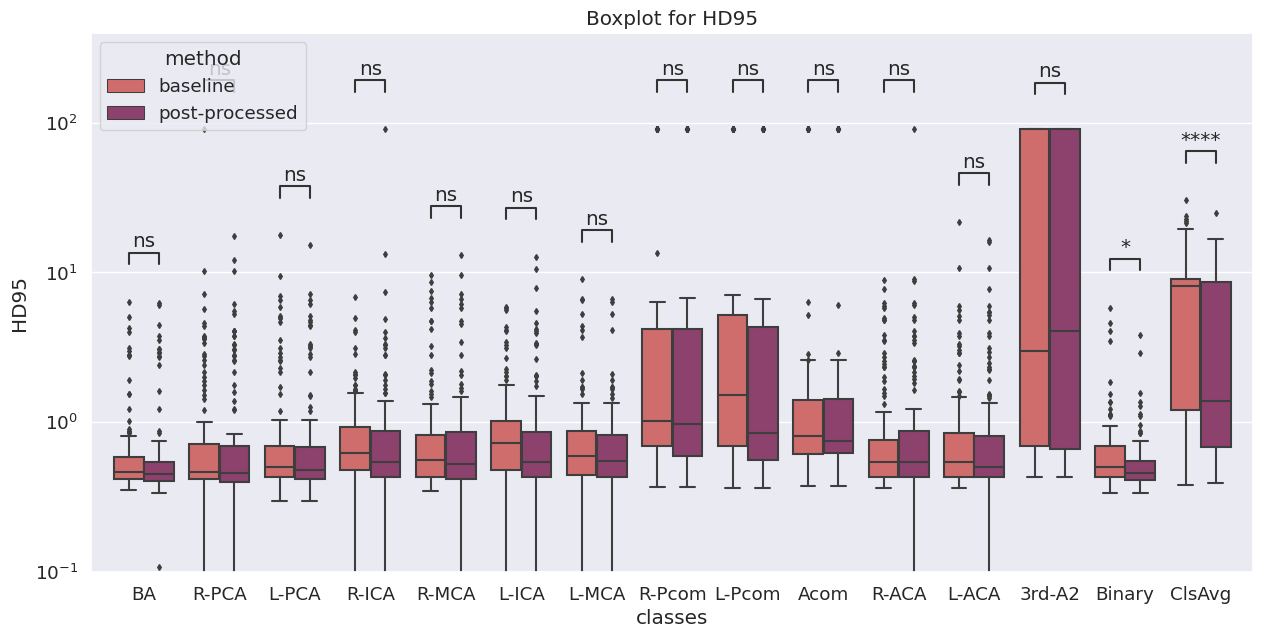 Boxplot for HD95
method
baseline
post-processed
ns
ns
ns
ns
ns
ns
ns
ns
ns
ns
ns
ns
ns
*
****
HD95
10²
10¹
10⁰
10⁻¹
BA R-PCA L-PCA R-ICA R-MCA L-ICA L-MCA R-Pcom L-Pcom Acom R-ACA L-ACA 3rd-A2 Binary ClsAvg
classes